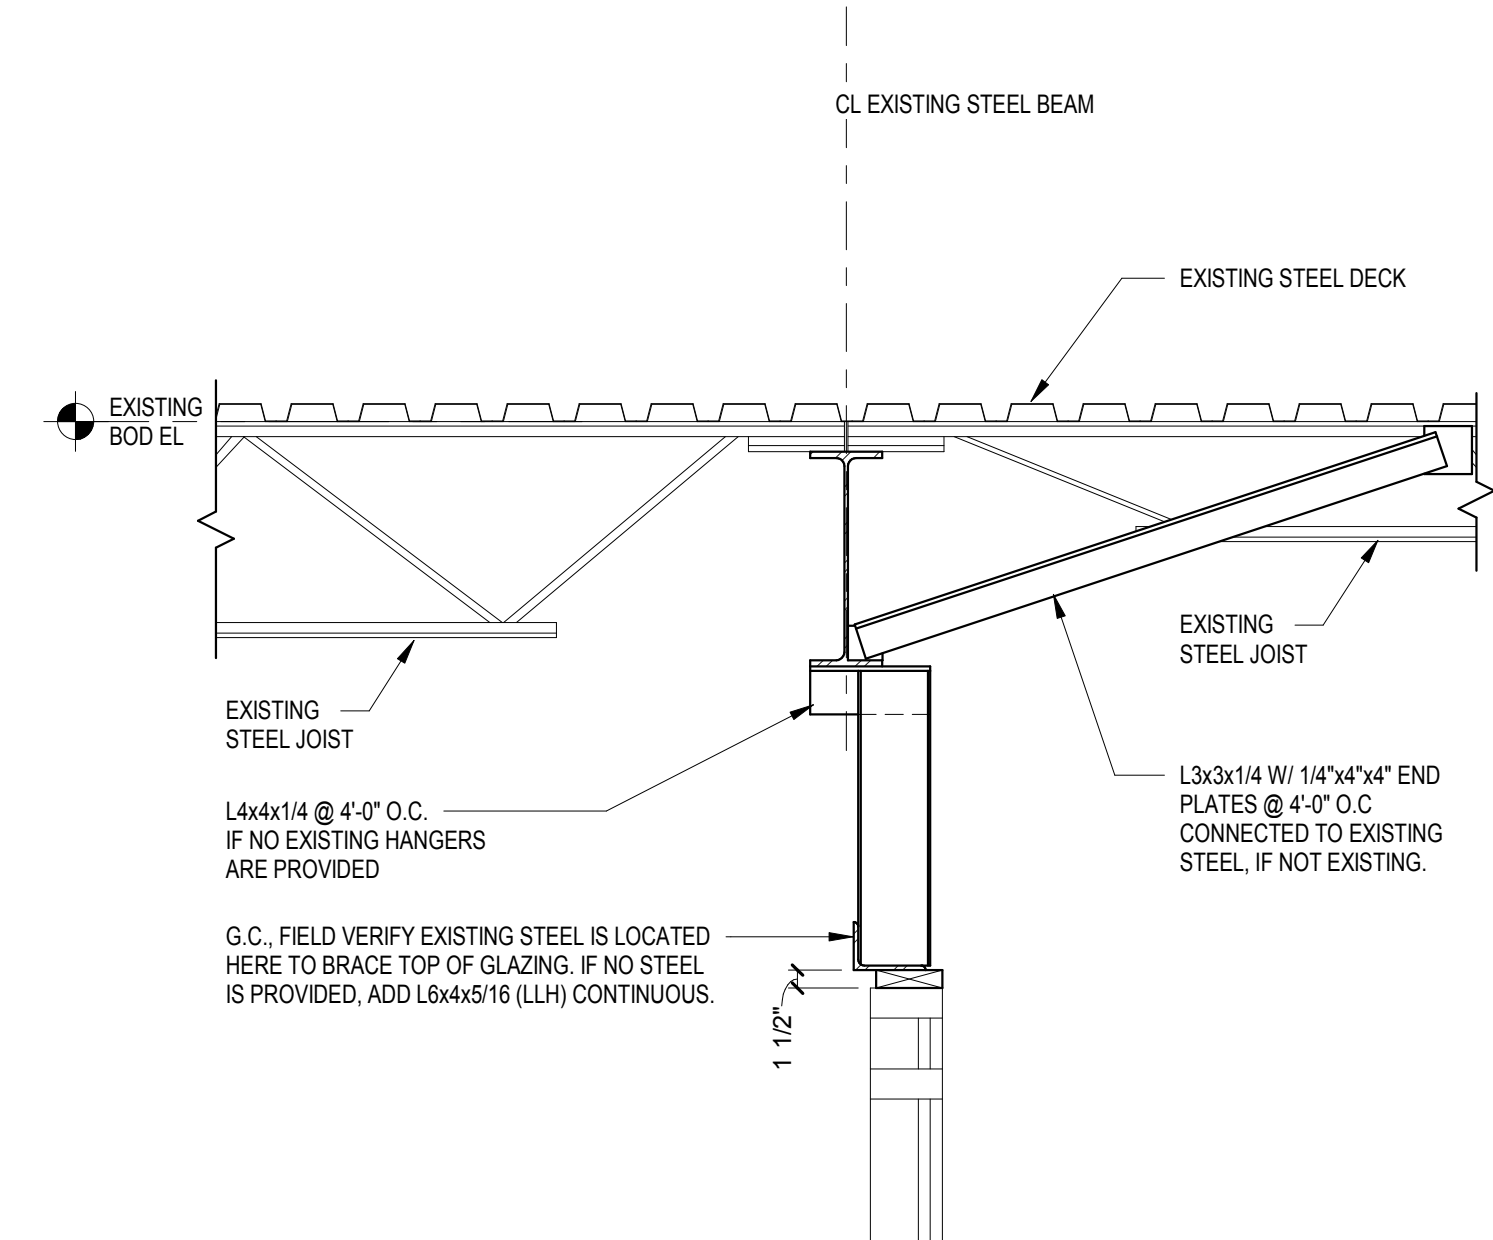 CL EXISTING STEEL BEAM
EXISTING STEEL DECK
EXISTING
BOD EL
EXISTING
STEEL JOIST
EXISTING
STEEL JOIST
L4x4x1/4 @ 4'-0" O.C.
IF NO EXISTING HANGERS
ARE PROVIDED
L3x3x1/4 W/ 1/4"x4"x4" END
PLATES @ 4'-0" O.C
CONNECTED TO EXISTING
STEEL, IF NOT EXISTING.
G.C., FIELD VERIFY EXISTING STEEL IS LOCATED
HERE TO BRACE TOP OF GLAZING. IF NO STEEL
IS PROVIDED, ADD L6x4x5/16 (LLH) CONTINUOUS.
1 1/2"